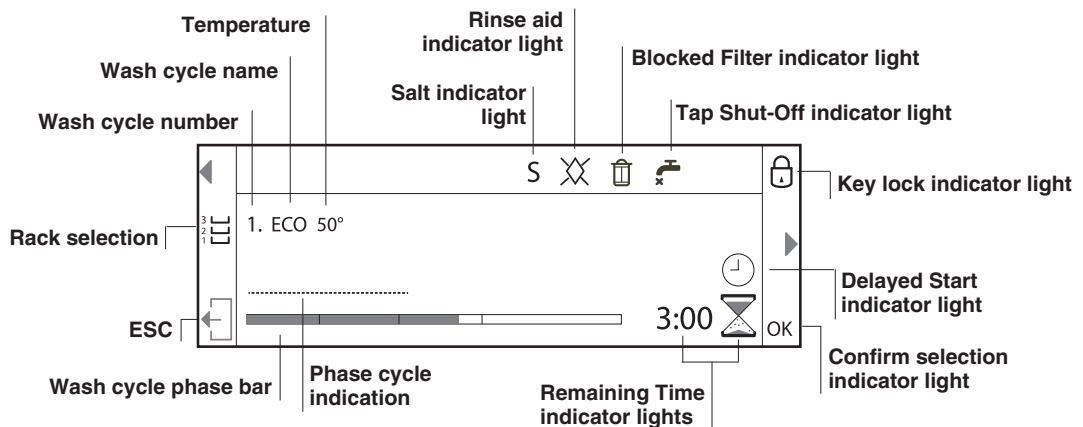 Temperature
Rinse aid
indicator light
Wash cycle name
Blocked Filter indicator light
Salt indicator
light
Wash cycle number
Tap Shut-Off indicator light
S
Key lock indicator light
3
2
1
1. ECO 50°
Rack selection
Delayed Start
indicator light
ESC
3:00
OK
Wash cycle phase bar
Phase cycle
indication
Remaining Time
indicator lights
Confirm selection
indicator light